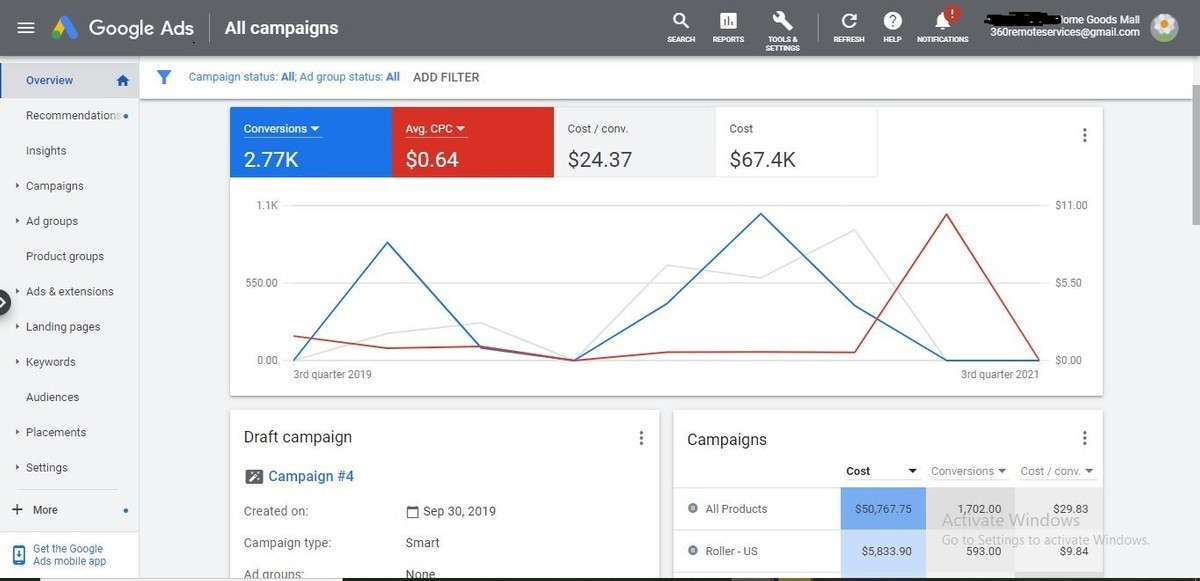 Google Ads
All campaigns
SEARCH
REPORTS
TOOLS &
SETTINGS
REFRESH
HELP
!
NOTIFICATIONS
ome Goods Mall
360remoteservices@gmail.com
Overview
Recommendations
Insights
Campaigns
Ad groups
Product groups
Ads & extensions
Landing pages
Keywords
Audiences
Placements
Settings
+ More
Get the Google
Ads mobile app
Campaign status: All; Ad group status: All ADD FILTER
Conversions
2.77K
Avg. CPC
$0.64
Cost / conv.
$24.37
Cost
$67.4K
1.1K
$11.00
550.00
$5.50
0.00
$0.00
3rd quarter 2019
3rd quarter 2021
Draft campaign
Campaign #4
Created on: Sep 30, 2019
Campaign type: Smart
Ad groups: None
Campaigns
Cost Conversions Cost / conv.
All Products $50,767.75 1,702.00 $29.83
Roller - US $5,833.90 593.00 $9.84
Activate Windows
Go to Settings to activate Windows.